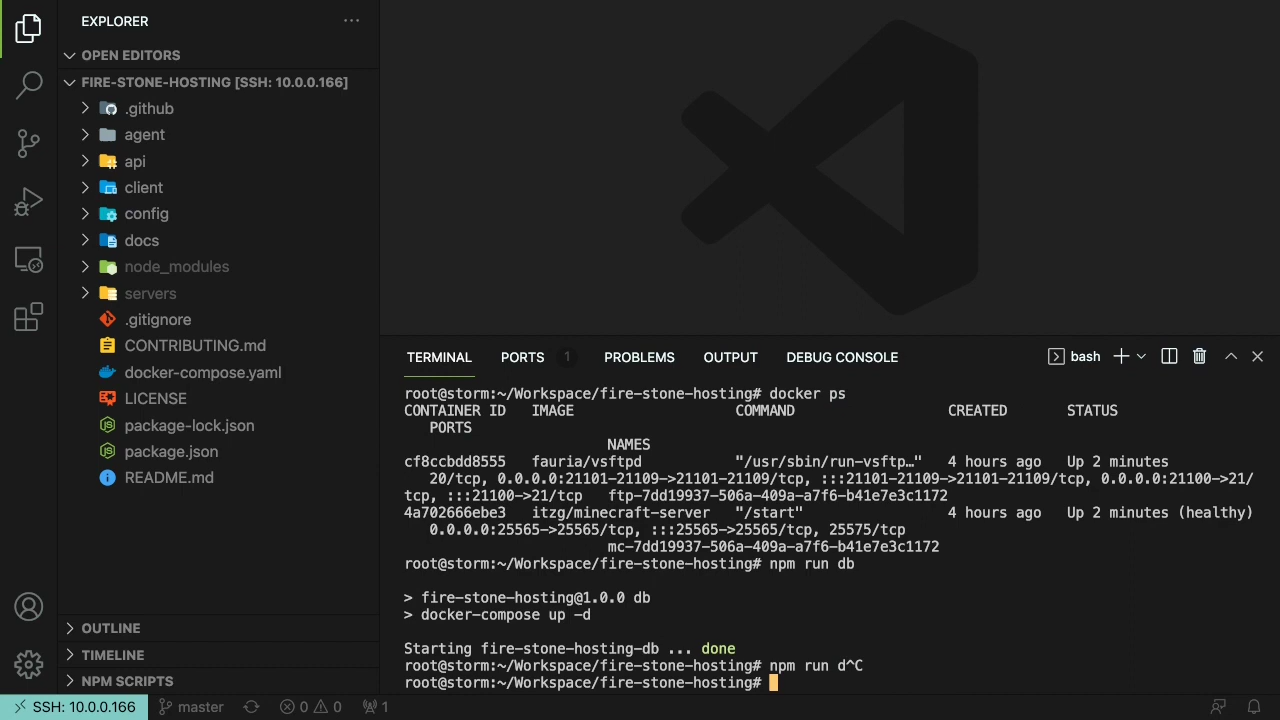 EXPLORER
OPEN EDITORS
FIRE-STONE-HOSTING [SSH: 10.0.0.166]
.github
agent
api
client
config
docs
node_modules
servers
.gitignore
CONTRIBUTING.md
docker-compose.yaml
LICENSE
package-lock.json
package.json
README.md
OUTLINE
TIMELINE
NPM SCRIPTS
TERMINAL PORTS 1 PROBLEMS OUTPUT DEBUG CONSOLE bash
root@storm:~/Workspace/fire-stone-hosting# docker ps
CONTAINER ID IMAGE COMMAND CREATED STATUS
PORTS
NAMES
cf8ccbdd8555 fauria/vsftpd "/usr/sbin/run-vsftp…" 4 hours ago Up 2 minutes
20/tcp, 0.0.0.0:21101-21109->21101-21109/tcp, :::21101-21109->21101-21109/tcp, 0.0.0.0:21100->21/
tcp, :::21100->21/tcp ftp-7dd19937-506a-409a-a7f6-b41e7e3c1172
4a702666ebe3 itzg/minecraft-server "/start" 4 hours ago Up 2 minutes (healthy)
0.0.0.0:25565->25565/tcp, :::25565->25565/tcp, 25575/tcp
mc-7dd19937-506a-409a-a7f6-b41e7e3c1172
root@storm:~/Workspace/fire-stone-hosting# npm run db
> fire-stone-hosting@1.0.0 db
> docker-compose up -d
Starting fire-stone-hosting-db ... done
root@storm:~/Workspace/fire-stone-hosting# npm run d^C
root@storm:~/Workspace/fire-stone-hosting#
SSH: 10.0.0.166 master 0 0 1